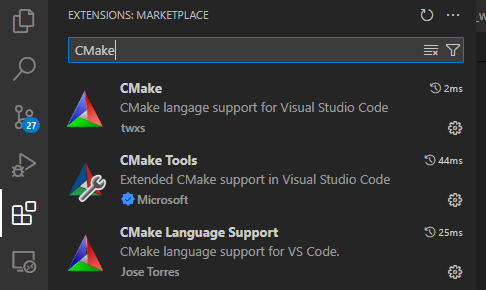 EXTENSIONS: MARKETPLACE
_w
CMake
CMake 2ms
CMake langage support for Visual Studio Code
twxs
27
CMake Tools 44ms
Extended CMake support in Visual Studio Code
Microsoft
CMake Language Support 25ms
CMake language support for VS Code.
Jose Torres